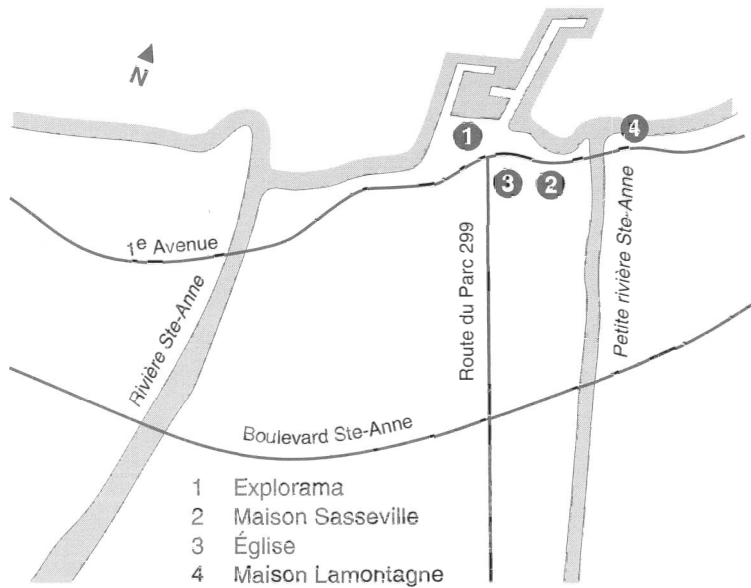 N
1
4
3
2
1e Avenue
Rivière Ste-Anne
Route du Parc 299
Petite rivière Ste-Anne
Boulevard Ste-Anne
1 Explorama
2 Maison Sasseville
3 Église
4 Maison Lamontagne